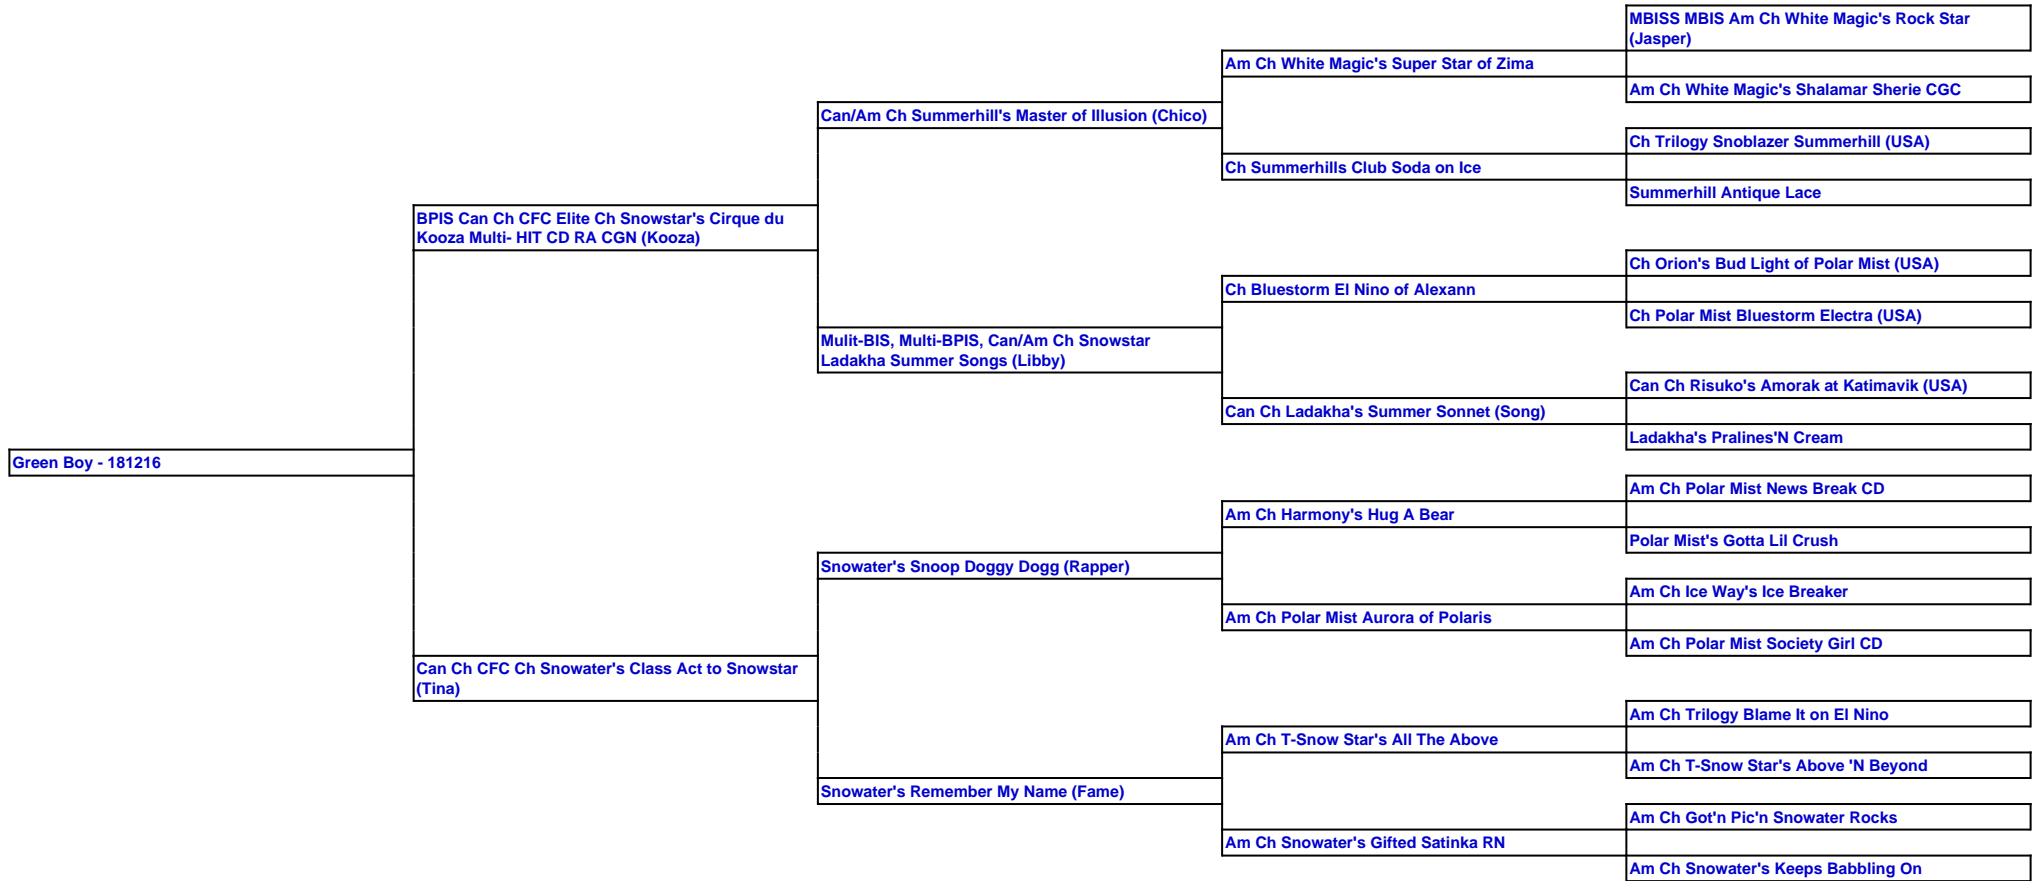 MBISS MBIS Am Ch White Magic's Rock Star
(Jasper)
Am Ch White Magic's Super Star of Zima
Am Ch White Magic's Shalamar Sherie CGC
Can/Am Ch Summerhill's Master of Illusion (Chico)
Ch Trilogy Snoblazer Summerhill (USA)
Ch Summerhills Club Soda on Ice
Summerhill Antique Lace
BPIS Can Ch CFC Elite Ch Snowstar's Cirque du
Kooza Multi- HIT CD RA CGN (Kooza)
Ch Orion's Bud Light of Polar Mist (USA)
Ch Bluestorm El Nino of Alexann
Ch Polar Mist Bluestorm Electra (USA)
Mulit-BIS, Multi-BPIS, Can/Am Ch Snowstar
Ladakha Summer Songs (Libby)
Can Ch Risuko's Amorak at Katimavik (USA)
Can Ch Ladakha's Summer Sonnet (Song)
Ladakha's Pralines'N Cream
Green Boy - 181216
Am Ch Polar Mist News Break CD
Am Ch Harmony's Hug A Bear
Polar Mist's Gotta Lil Crush
Snowater's Snoop Doggy Dogg (Rapper)
Am Ch Ice Way's Ice Breaker
Am Ch Polar Mist Aurora of Polaris
Am Ch Polar Mist Society Girl CD
Can Ch CFC Ch Snowater's Class Act to Snowstar
(Tina)
Am Ch Trilogy Blame It on El Nino
Am Ch T-Snow Star's All The Above
Am Ch T-Snow Star's Above 'N Beyond
Snowater's Remember My Name (Fame)
Am Ch Got'n Pic'n Snowater Rocks
Am Ch Snowater's Gifted Satinka RN
Am Ch Snowater's Keeps Babbling On